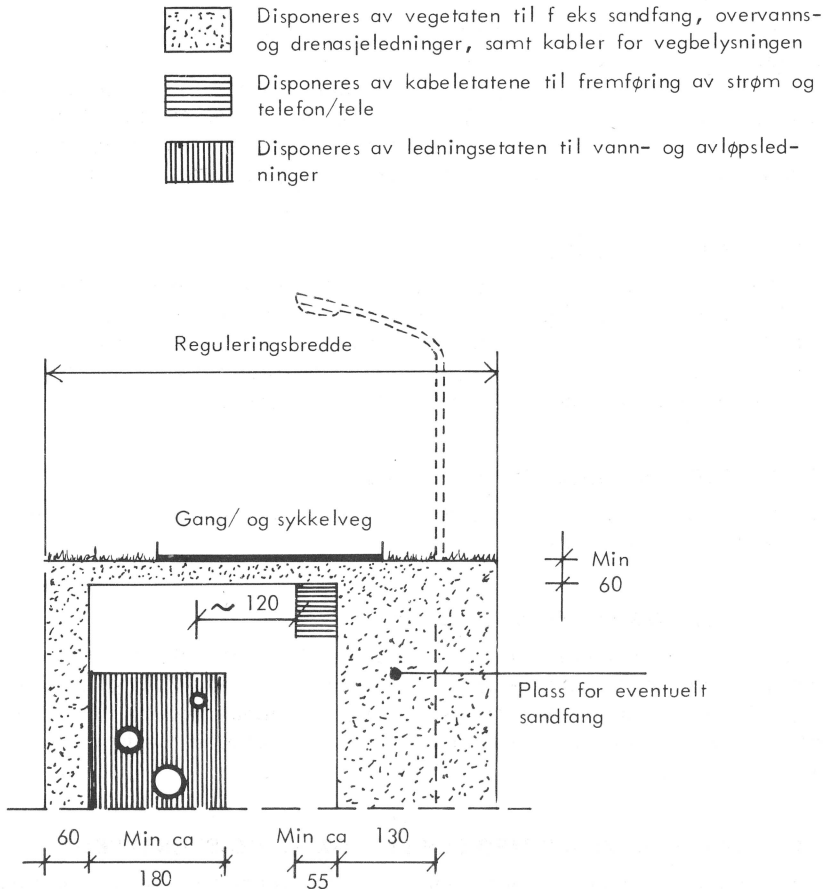 Disponeres av vegetaten til f eks sandfang, overvanns-
og drenasjeledninger, samt kabler for vegbelysningen
Disponeres av kabeletatene til fremføring av strøm og
telefon/tele
Disponeres av ledningsetaten til vann- og avløpsled-
ninger
Reguleringsbredde
Gang/ og sykkelveg
Min
60
~ 120
Plass for eventuelt
sandfang
60 Min ca Min ca 130
180 55